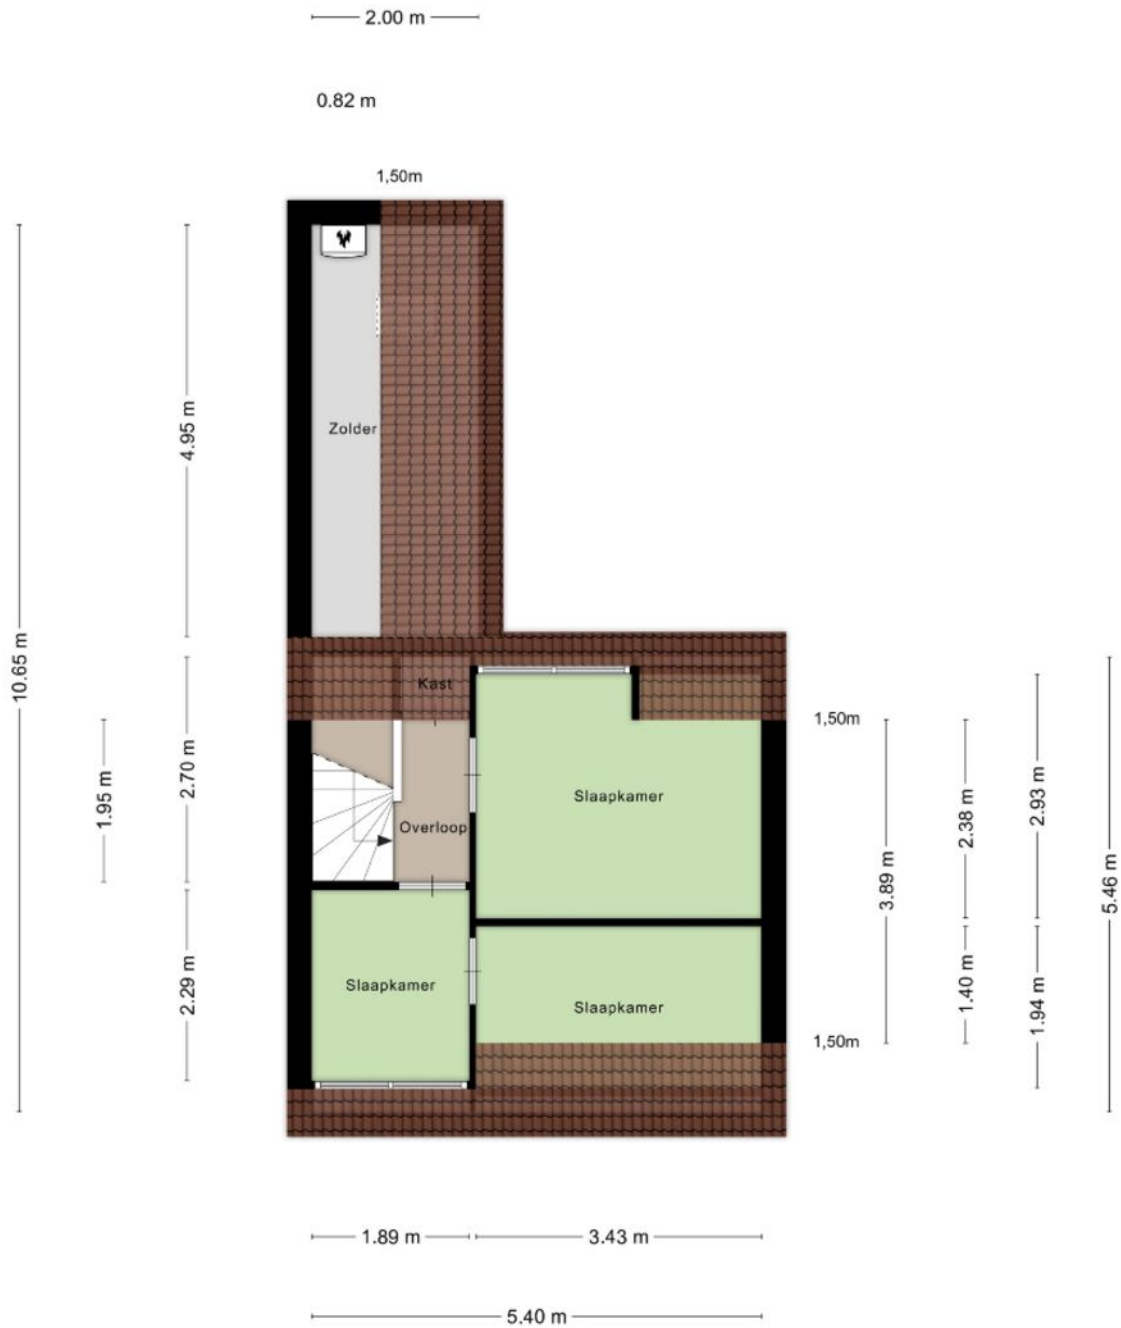 2.00 m
0.82 m
1,50m
Zolder
4.95 m
10.65 m
Kast
1,50m
2.70 m
1.95 m
Slaapkamer
Overloop
2.38 m
2.93 m
3.89 m
5.46 m
Slaapkamer
Slaapkamer
2.29 m
1.40 m
1.94 m
1,50m
1.89 m
3.43 m
5.40 m